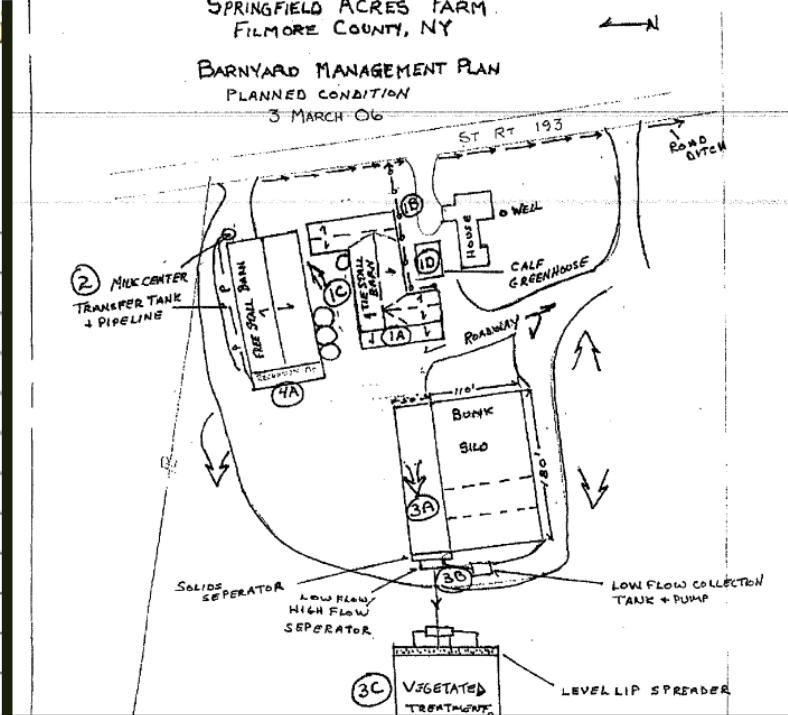 SPRINGFIELD ACRES FARM
FILMORE COUNTY, NY
N
BARNYARD MANAGEMENT PLAN
PLANNED CONDITION
3 MARCH 06
ST RT 193
ROAD
DITCH
1B
HOUSE
WELL
2 MILK CENTER
TRANSFER TANK
+ PIPELINE
P
FREE STALL BARN
1C
TIE STALL
BARN
1D
CALF
GREENHOUSE
1A
ROADWAY
4A
110'
BUNK
SILO
180'
3A
3B
SOLIDS
SEPERATOR
LOW FLOW
HIGH FLOW
SEPERATOR
LOW FLOW COLLECTION
TANK + PUMP
3C VEGETATED
TREATMENT
LEVEL LIP SPREADER